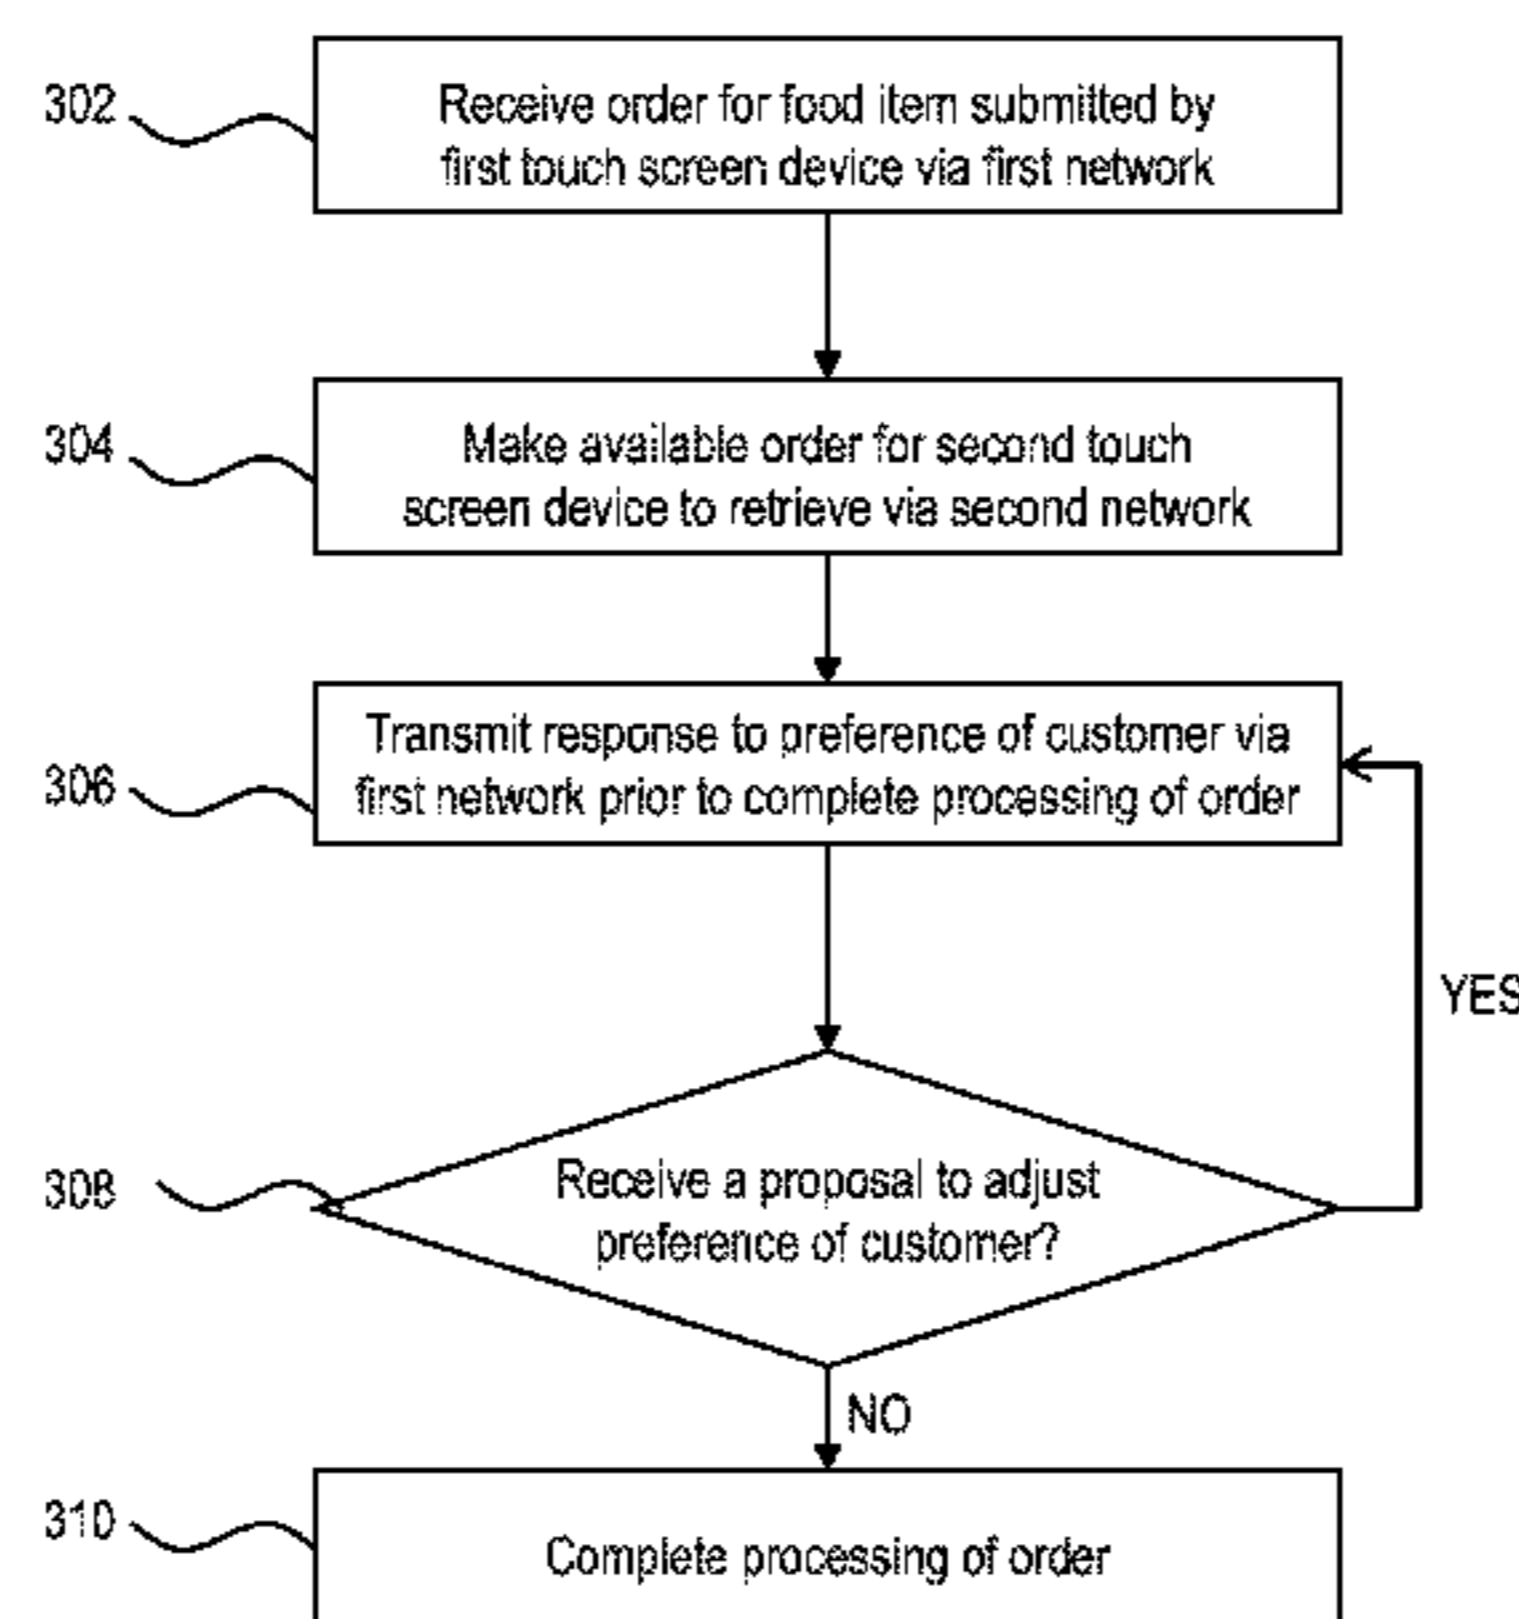 302
Receive order for food item submitted by
first touch screen device via first network
304
Make available order for second touch
screen device to retrieve via second network
306
Transmit response to preference of customer via
first network prior to complete processing of order
YES
308
Receive a proposal to adjust
preference of customer?
NO
310
Complete processing of order